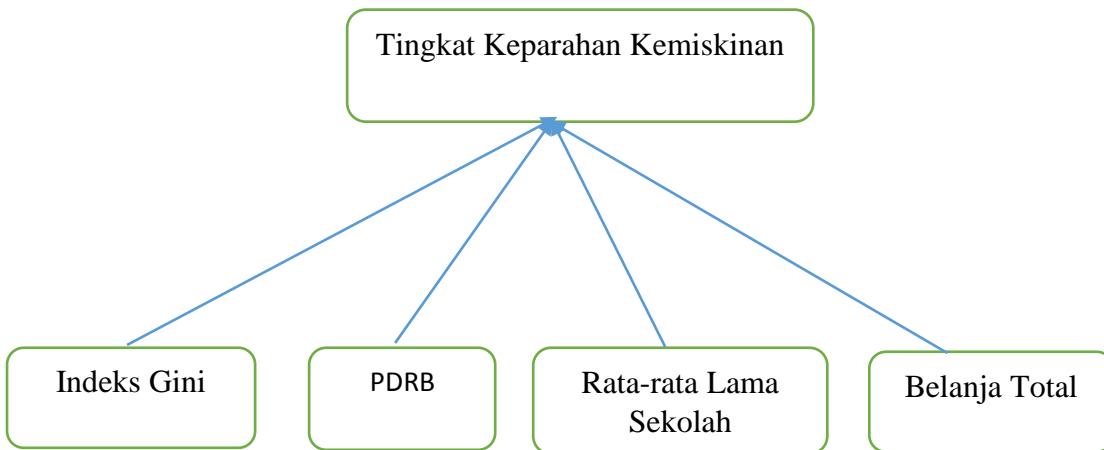 Tingkat Keparahan Kemiskinan
Indeks Gini
PDRB
Rata-rata Lama
Sekolah
Belanja Total